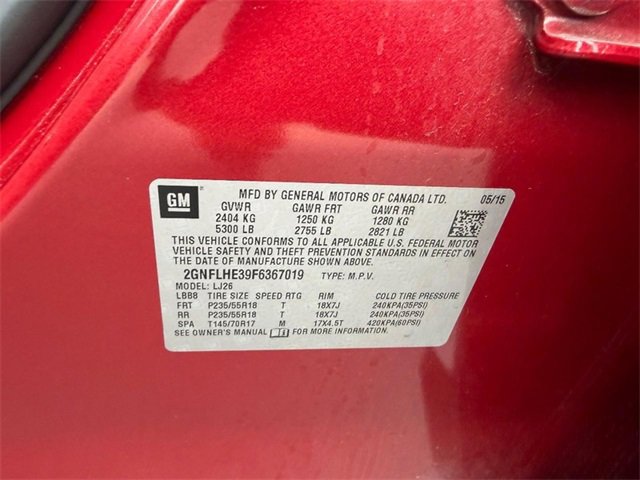 GM
MFD BY GENERAL MOTORS OF CANADA LTD. 05/15
GVWR GAWR FRT GAWR RR
2404 KG 1250 KG 1280 KG
5300 LB 2755 LB 2821 LB
THIS VEHICLE CONFORMS TO ALL APPLICABLE U.S. FEDERAL MOTOR
VEHICLE SAFETY AND THEFT PREVENTION STANDARDS IN EFFECT ON
THE DATE OF MANUFACTURE SHOWN ABOVE.
2GNFLHE39F6367019 TYPE: M.P.V.
MODEL: LJ26
LBB8 TIRE SIZE SPEED RTG RIM COLD TIRE PRESSURE
FRT P235/55R18 T 18X7J 240KPA(35PSI)
RR P235/55R18 T 18X7J 240KPA(35PSI)
SPA T145/70R17 M 17X4.5T 420KPA(60PSI)
SEE OWNER'S MANUAL FOR MORE INFORMATION.